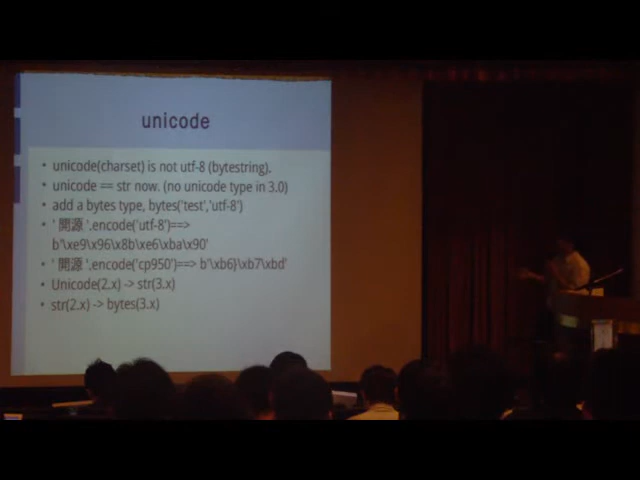 unicode
• unicode(charset) is not utf-8 (bytestring).
• unicode == str now. (no unicode type in 3.0)
• add a bytes type, bytes('test','utf-8')
• ' 開源 '.encode('utf-8')==>
b'\xe9\x96\x8b\xe6\xba\x90'
• ' 開源 '.encode('cp950')==> b'\xb6}\xb7\xbd'
• Unicode(2.x) -> str(3.x)
• str(2.x) -> bytes(3.x)